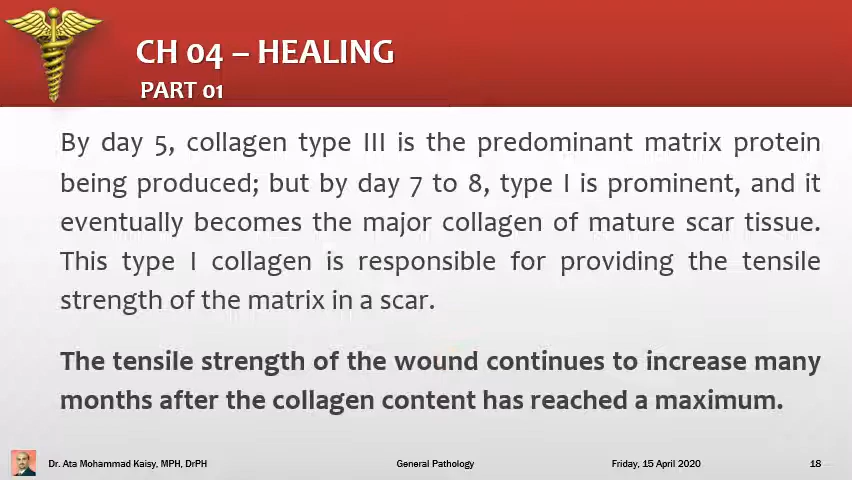 CH 04 – HEALING
PART 01
By day 5, collagen type III is the predominant matrix protein
being produced; but by day 7 to 8, type I is prominent, and it
eventually becomes the major collagen of mature scar tissue.
This type I collagen is responsible for providing the tensile
strength of the matrix in a scar.
The tensile strength of the wound continues to increase many
months after the collagen content has reached a maximum.
Dr. Ata Mohammad Kaisy, MPH, DrPH General Pathology Friday, 15 April 2020 18